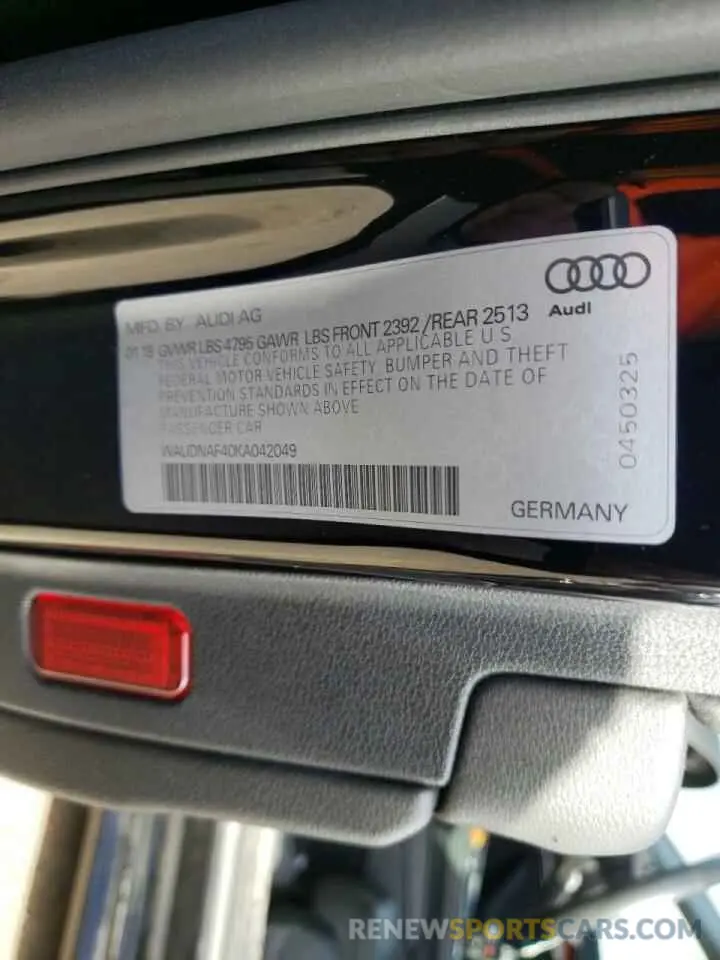 MFD BY AUDI AG
01 18 GVWR LBS 4795 GAWR LBS FRONT 2392 /REAR 2513
THIS VEHICLE CONFORMS TO ALL APPLICABLE U S
FEDERAL MOTOR VEHICLE SAFETY BUMPER AND THEFT
PREVENTION STANDARDS IN EFFECT ON THE DATE OF
MANUFACTURE SHOWN ABOVE
PASSENGER CAR
WAUDNAF40KA042049
GERMANY
Audi
0450325
RENEWSPORTSCARS.COM